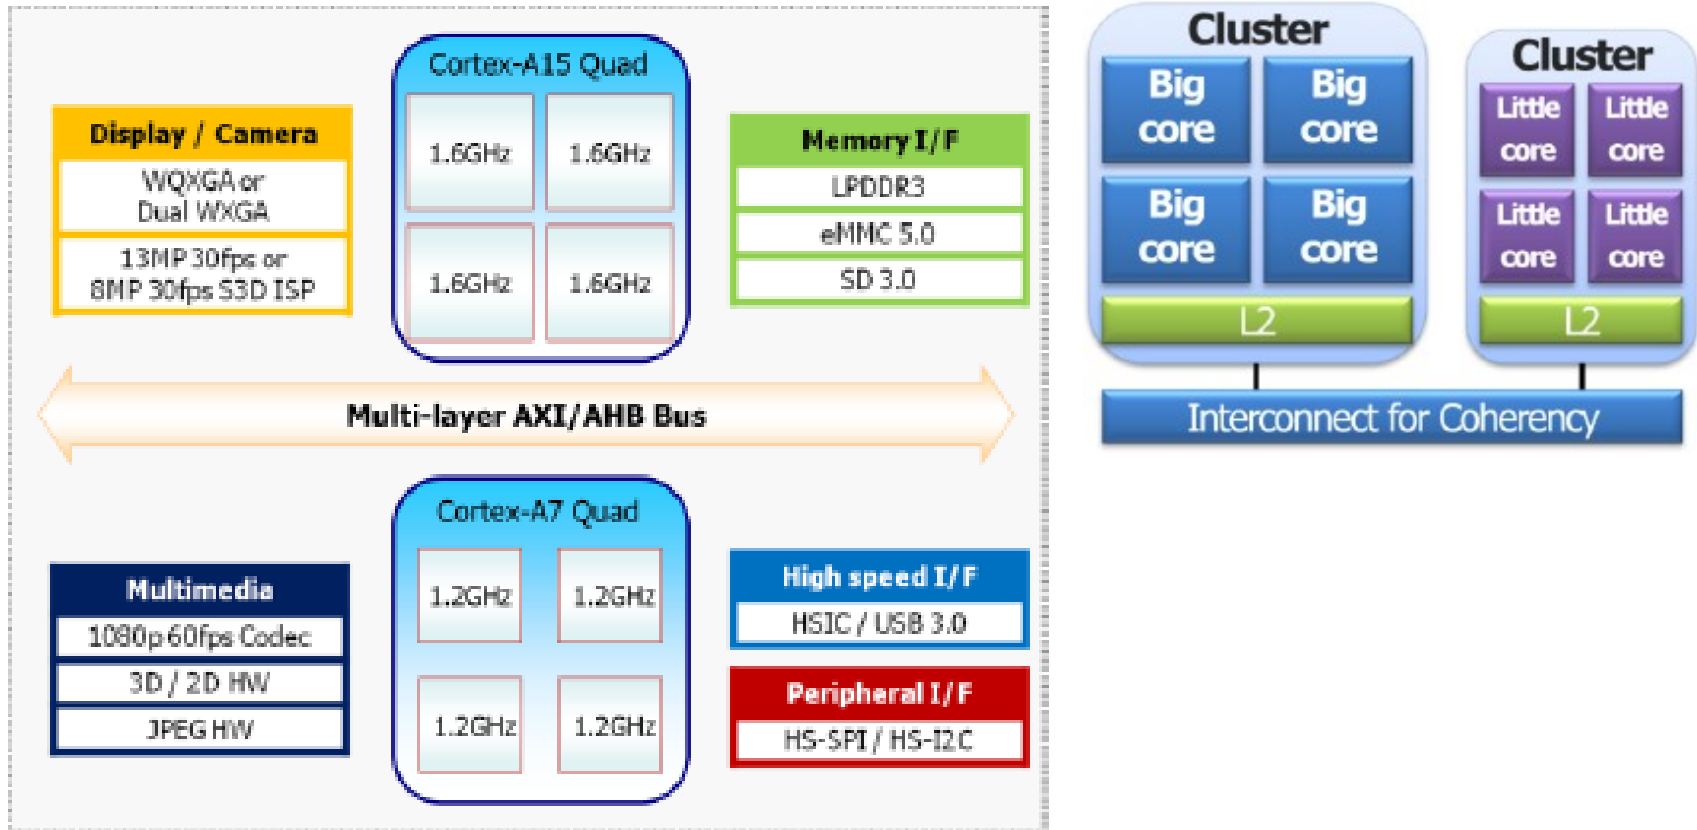 Cortex-A15 Quad
1.6GHz 1.6GHz
1.6GHz 1.6GHz
Display / Camera
WQXGA or
Dual WXGA
13MP 30fps or
8MP 30fps S3D ISP
Memory I/F
LPDDR3
eMMC 5.0
SD 3.0
Multi-layer AXI/AHB Bus
Cortex-A7 Quad
1.2GHz 1.2GHz
1.2GHz 1.2GHz
Multimedia
1080p 60fps Codec
3D / 2D HW
JPEG HW
High speed I/F
HSIC / USB 3.0
Peripheral I/F
HS-SPI / HS-I2C
Cluster
Big
core
Big
core
Big
core
Big
core
L2
Cluster
Little
core
Little
core
Little
core
Little
core
L2
Interconnect for Coherency